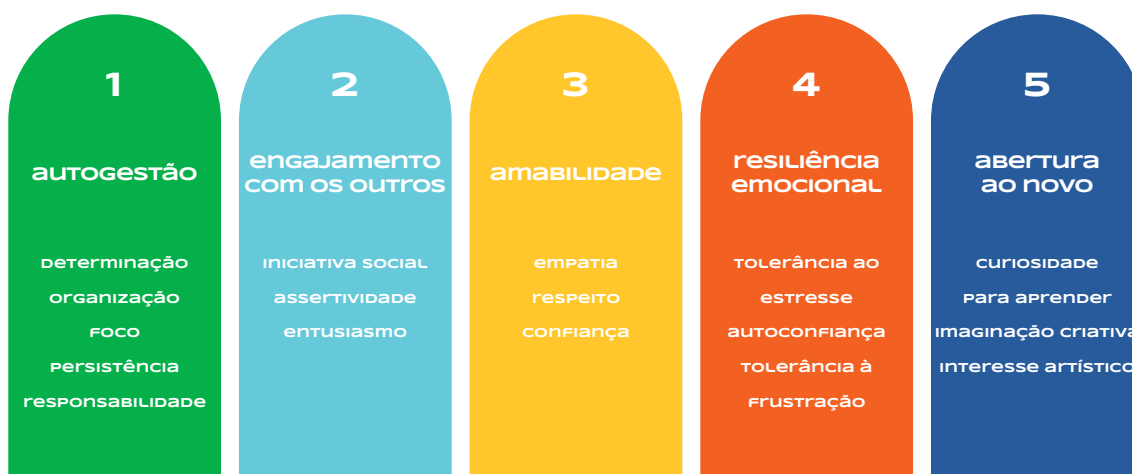 1
AUTOGESTÃO
DETERMINAÇÃO
ORGANIZAÇÃO
FOCO
PERSISTÊNCIA
RESPONSABILIDADE
2
ENGAJAMENTO
COM OS OUTROS
INICIATIVA SOCIAL
ASSERTIVIDADE
ENTUSIASMO
3
AMABILIDADE
EMPATIA
RESPEITO
CONFIANÇA
4
RESILIÊNCIA
EMOCIONAL
TOLERÂNCIA AO
ESTRESSE
AUTOCONFIANÇA
TOLERÂNCIA À
FRUSTRAÇÃO
5
ABERTURA
AO NOVO
CURIOSIDADE
PARA APRENDER
IMAGINAÇÃO CRIATIVA
INTERESSE ARTÍSTICO